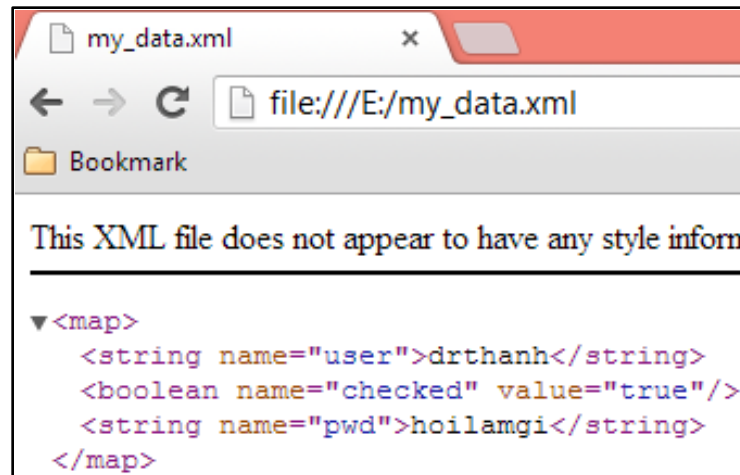 my_data.xml
file:///E:/my_data.xml
Bookmark
This XML file does not appear to have any style
<map>
<string name="user">drthanh</string>
<boolean name="checked" value="true"/>
<string name="pwd">hoilamgi</string>
</map>